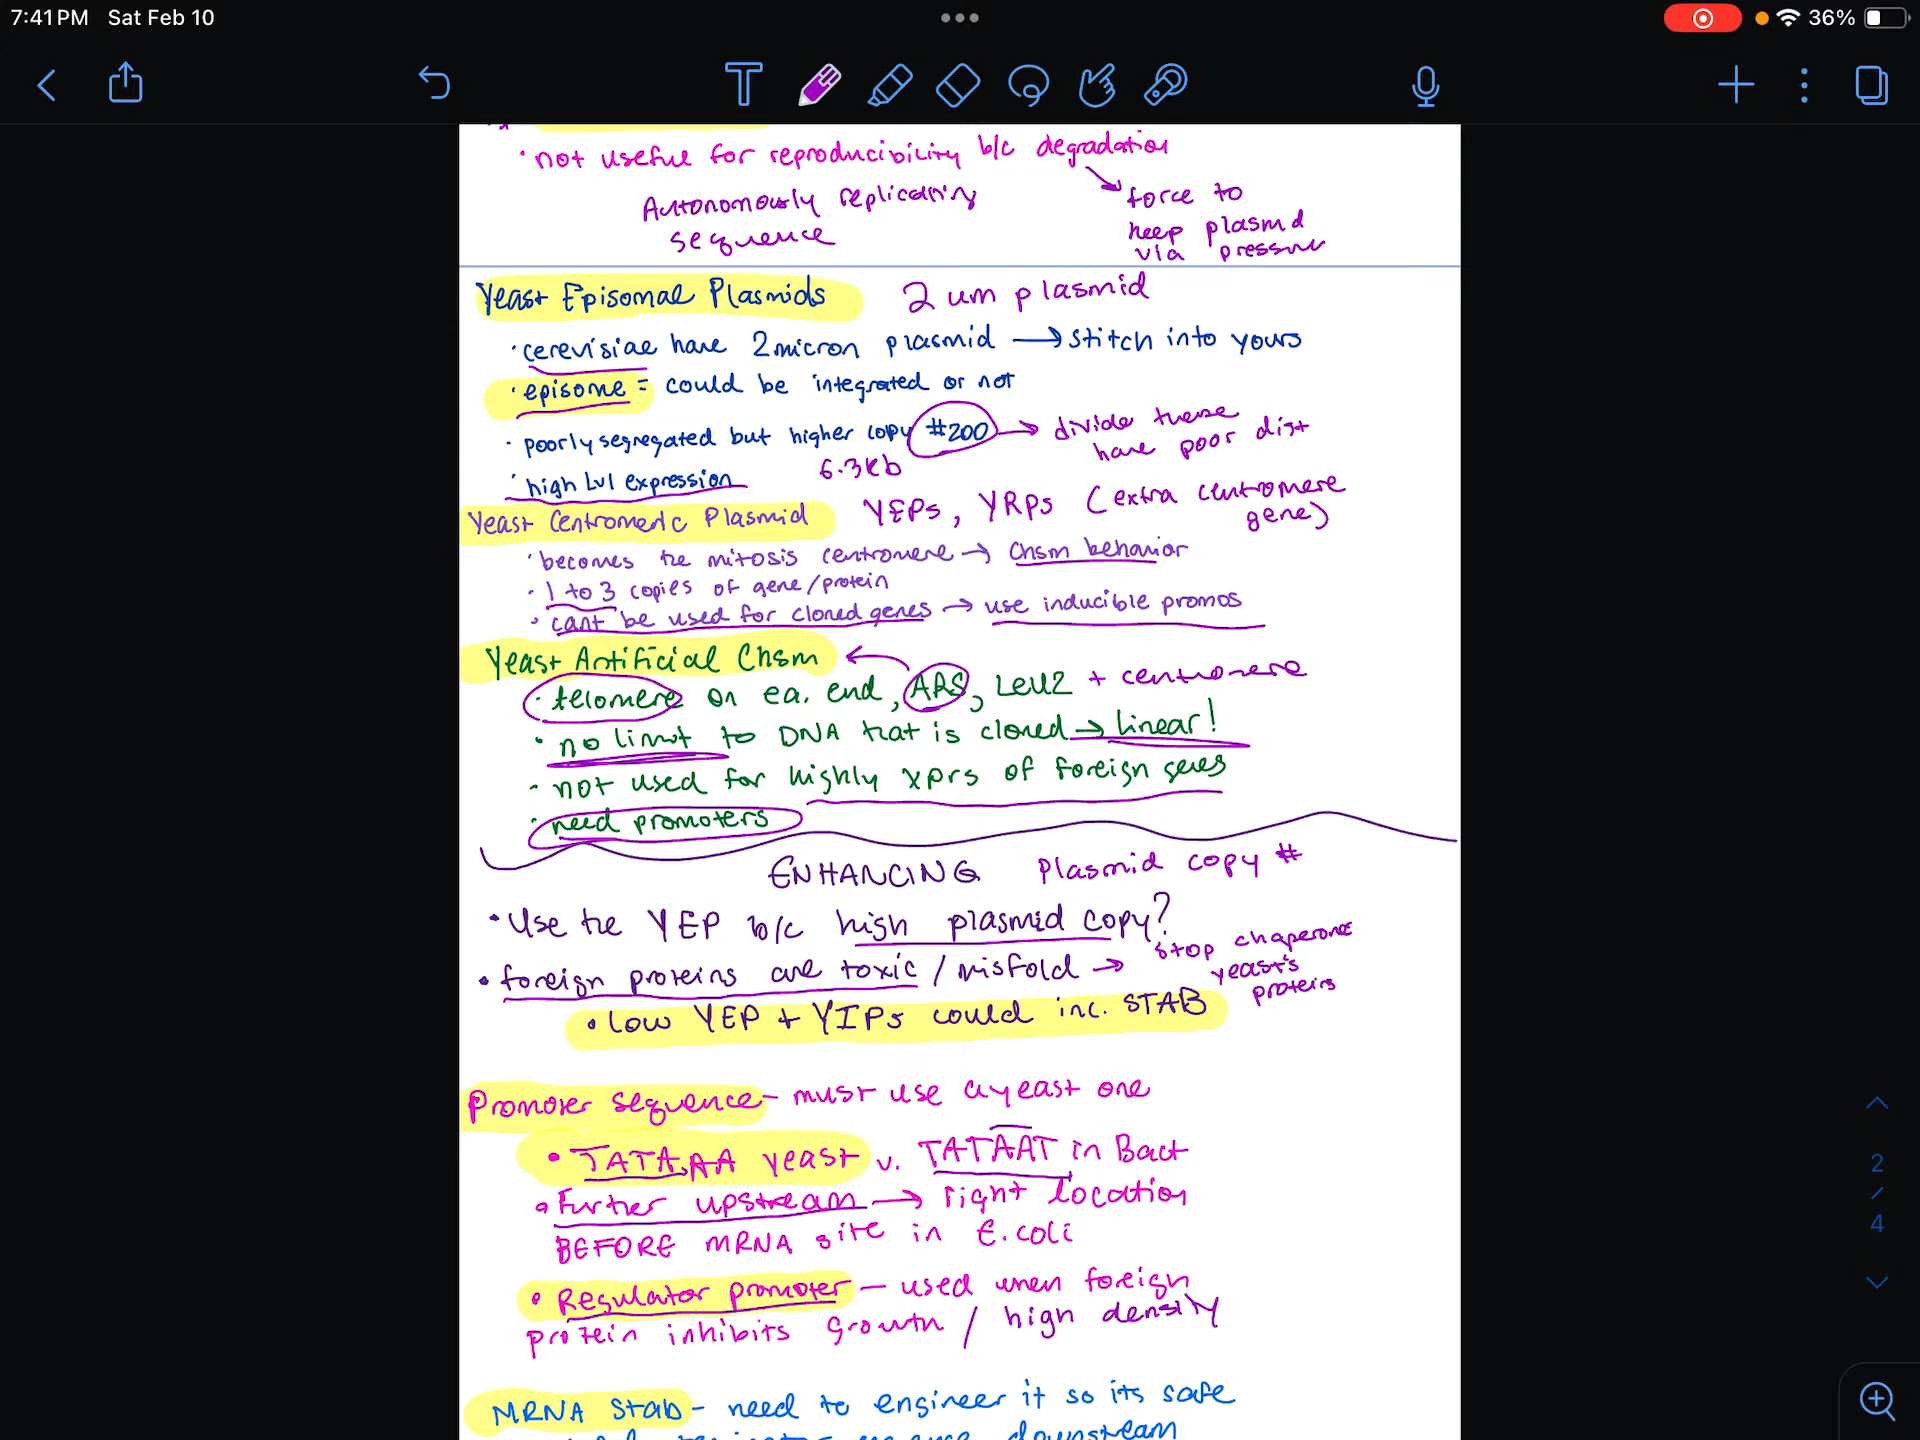 7:41 PM Sat Feb 10
36%
T
• not useful for reproducibility b/c degradation
Autonomously replicating
sequence
force to
keep plasmid
via pressure
Yeast Episomal Plasmids 2 um plasmid
• cerevisiae have 2 micron plasmid → stitch into yours
• episome = could be integrated or not
• poorly segregated but higher copy #200 → divide these
have poor dist
6.3kb
• high Lvl expression
Yeast Centromeric Plasmid YEPs, YRPs (extra centromere
gene)
• becomes the mitosis centromere → Chsm behavior
• 1 to 3 copies of gene/protein
• cant be used for cloned genes → use inducible promos
Yeast Artificial Chsm
• telomere on ea. end, ARS, LEU2 + centromere
• no limit to DNA that is cloned → linear!
• not used for highly xprs of foreign genes
• need promoters
ENHANCING Plasmid copy #
• Use the YEP b/c high plasmid copy?
• foreign proteins are toxic / misfold → stop chaperone
yeast's
proteins
• Low YEP + YIPs could inc. STAB
Promoter sequence - must use a yeast one
• TATAAA yeast v. TATAAT in Bact
• Further upstream → right location
BEFORE MRNA site in E. coli
• Regulator promoter - used when foreign
protein inhibits growth / high density
MRNA Stab - need to engineer it so its safe
downstream
2
/
4